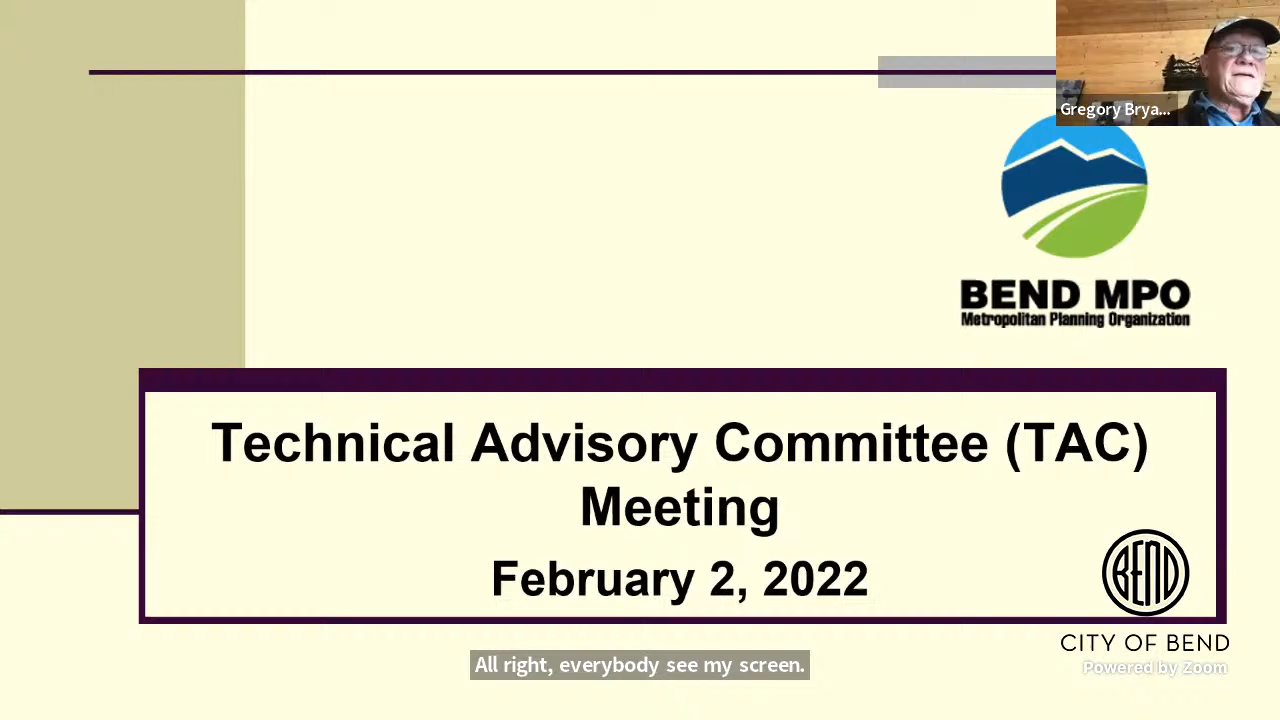 Gregory Brya...
BEND MPO
Metropolitan Planning Organization
Technical Advisory Committee (TAC)
Meeting
February 2, 2022
BEND
CITY OF BEND
All right, everybody see my screen.
Powered by Zoom